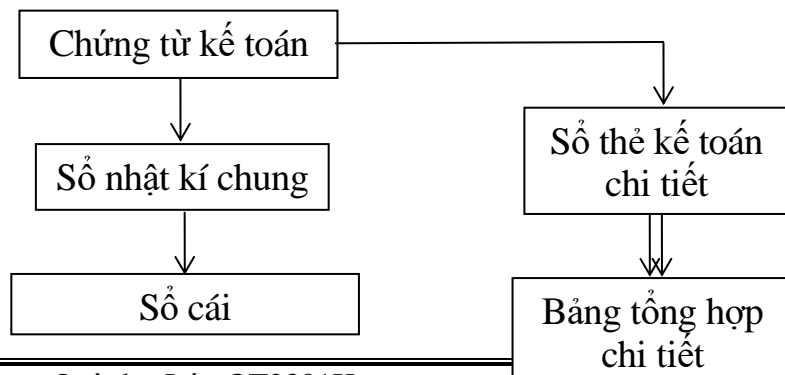 Chứng từ kế toán
Sổ thẻ kế toán
chi tiết
Sổ nhật kí chung
Sổ cái
Bảng tổng hợp
chi tiết